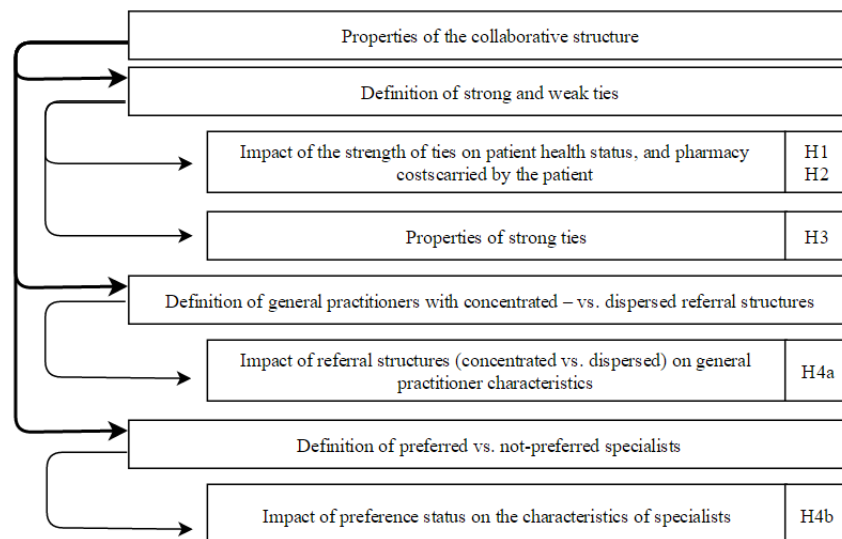 Properties of the collaborative structure
Definition of strong and weak ties
Impact of the strength of ties on patient health status, and pharmacy
costscarried by the patient
H1
H2
Properties of strong ties
H3
Definition of general practitioners with concentrated – vs. dispersed referral structures
Impact of referral structures (concentrated vs. dispersed) on general
practitioner characteristics
H4a
Definition of preferred vs. not-preferred specialists
Impact of preference status on the characteristics of specialists
H4b